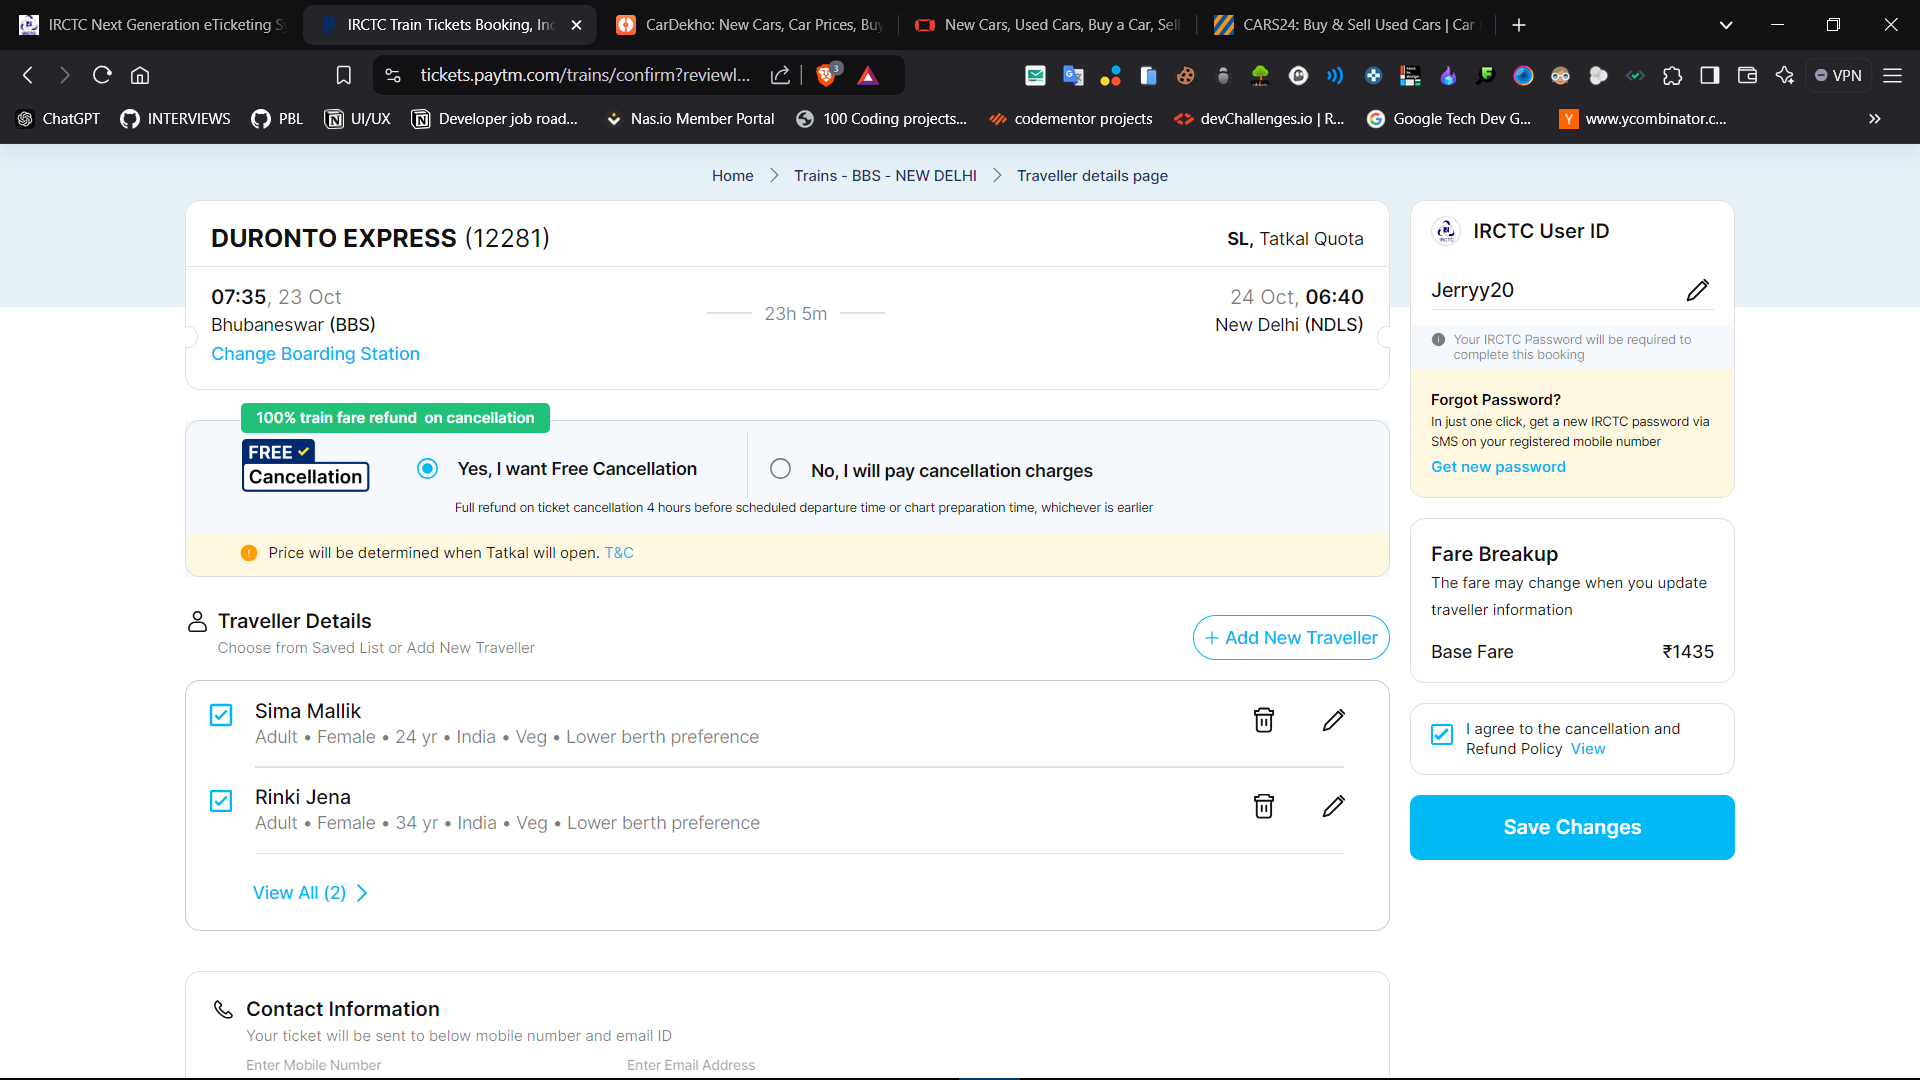 IRCTC Next Generation eTicketing Sy
IRCTC Train Tickets Booking, Inc
CarDekho: New Cars, Car Prices, Buy
New Cars, Used Cars, Buy a Car, Sell
CARS24: Buy & Sell Used Cars | Car
tickets.paytm.com/trains/confirm?reviewl...
3
VPN
ChatGPT
INTERVIEWS
PBL
UI/UX
Developer job road...
Nas.io Member Portal
100 Coding projects...
codementor projects
devChallenges.io | R...
Google Tech Dev G...
www.ycombinator.c...
Home
Trains - BBS - NEW DELHI
Traveller details page
DURONTO EXPRESS (12281)
SL, Tatkal Quota
07:35, 23 Oct
23h 5m
24 Oct, 06:40
Bhubaneswar (BBS)
New Delhi (NDLS)
Change Boarding Station
100% train fare refund on cancellation
FREE
Cancellation
Yes, I want Free Cancellation
No, I will pay cancellation charges
Full refund on ticket cancellation 4 hours before scheduled departure time or chart preparation time, whichever is earlier
Price will be determined when Tatkal will open. T&C
Traveller Details
Choose from Saved List or Add New Traveller
+ Add New Traveller
Sima Mallik
Adult • Female • 24 yr • India • Veg • Lower berth preference
Rinki Jena
Adult • Female • 34 yr • India • Veg • Lower berth preference
View All (2)
Contact Information
Your ticket will be sent to below mobile number and email ID
Enter Mobile Number
Enter Email Address
IRCTC User ID
Jerryy20
Your IRCTC Password will be required to
complete this booking
Forgot Password?
In just one click, get a new IRCTC password via
SMS on your registered mobile number
Get new password
Fare Breakup
The fare may change when you update
traveller information
Base Fare
₹1435
I agree to the cancellation and
Refund Policy View
Save Changes